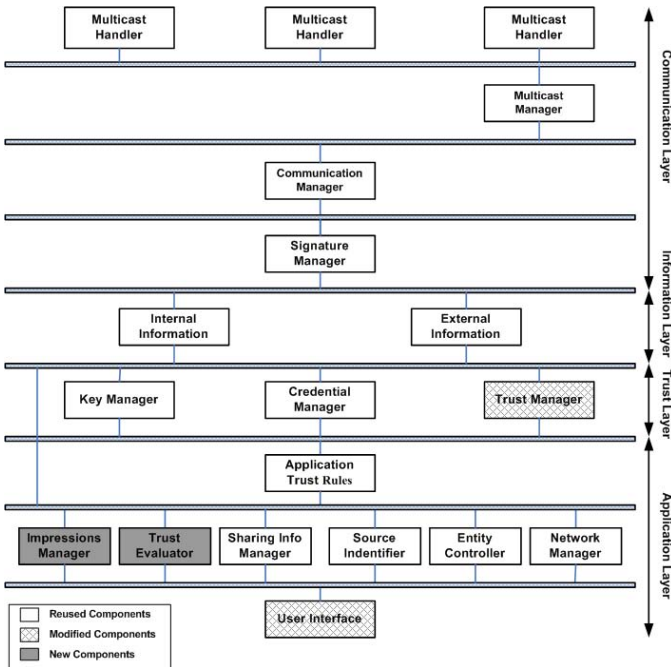 Multicast
Handler
Multicast
Handler
Multicast
Handler
Multicast
Manager
Communication
Manager
Signature
Manager
Internal
Information
External
Information
Key Manager
Credential
Manager
Trust Manager
Application
Trust Rules
Impressions
Manager
Trust
Evaluator
Sharing Info
Manager
Source
Indentifier
Entity
Controller
Network
Manager
User Interface
Reused Components
Modified Components
New Components
Communication Layer
Information Layer
Trust Layer
Application Layer